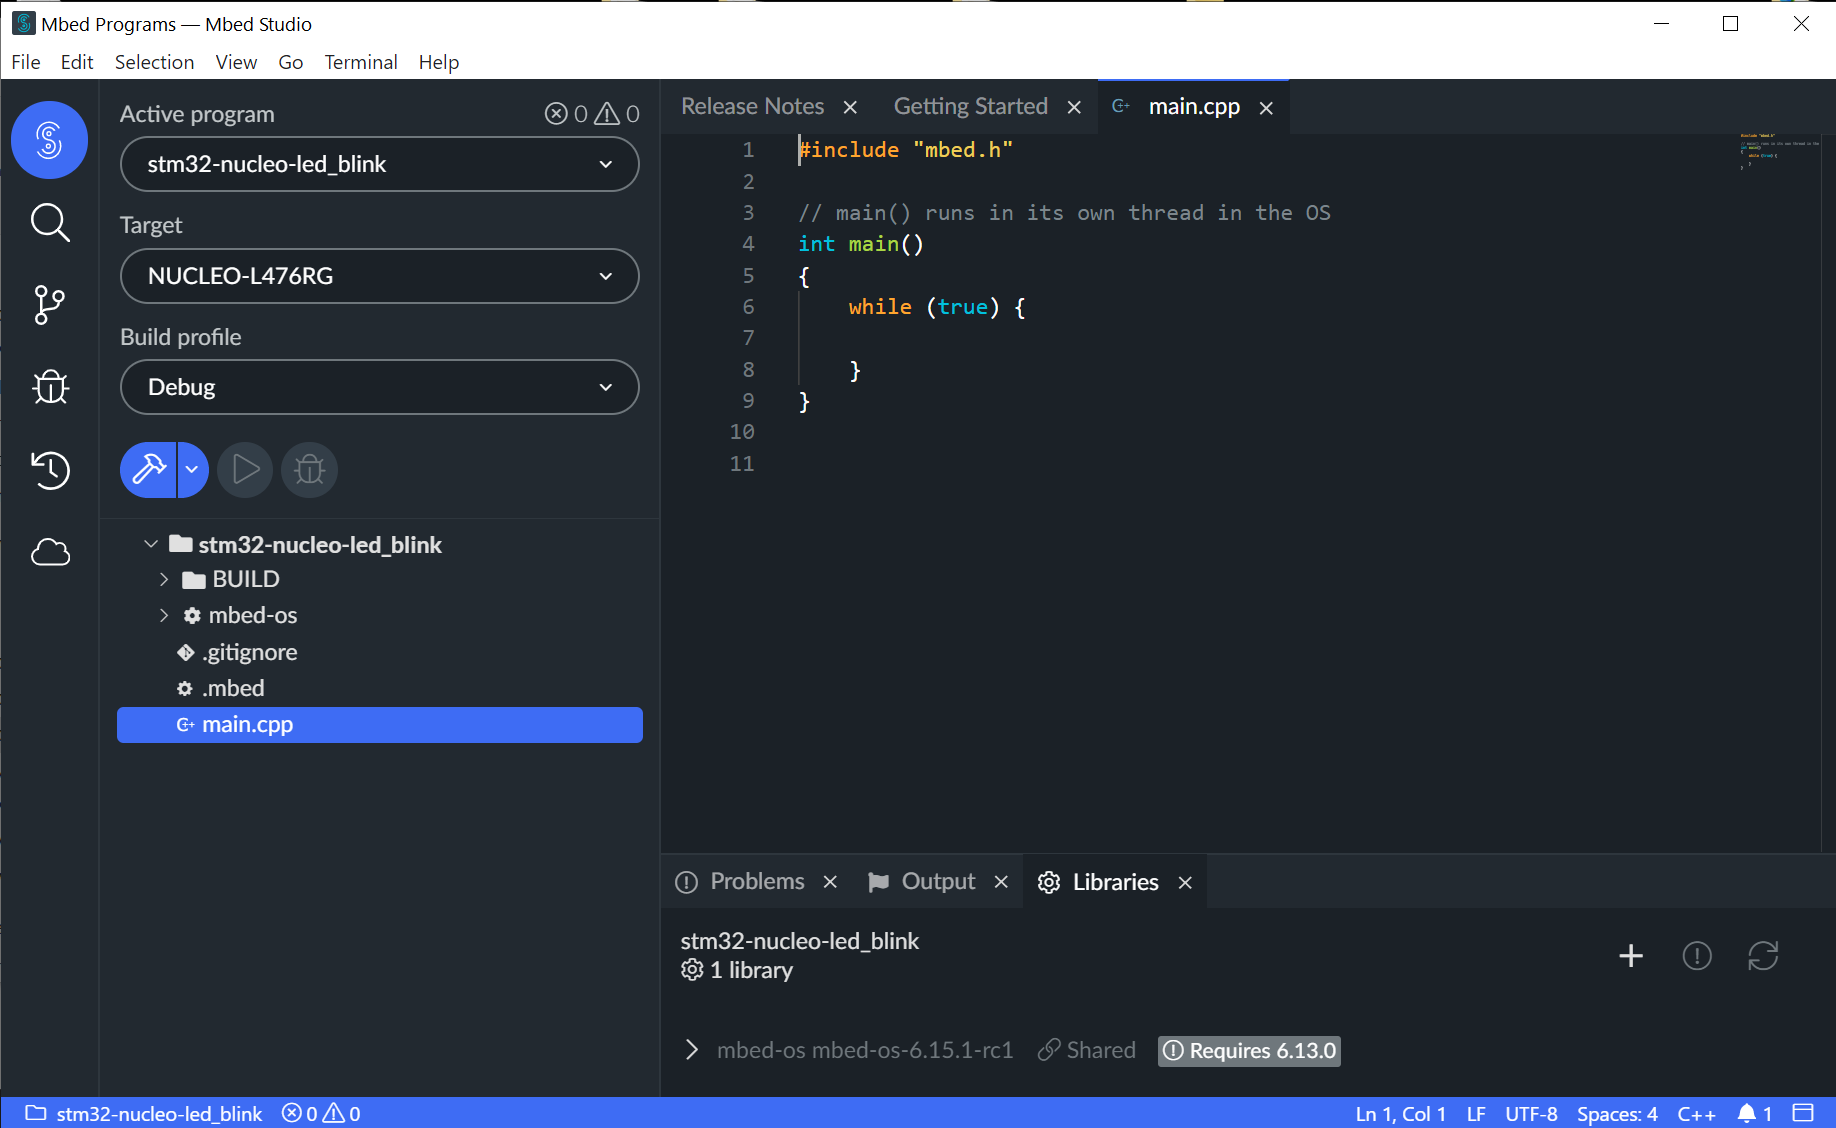 Mbed Programs — Mbed Studio
File Edit Selection View Go Terminal Help
Active program 0 0
stm32-nucleo-led_blink
Target
NUCLEO-L476RG
Build profile
Debug
stm32-nucleo-led_blink
BUILD
mbed-os
.gitignore
.mbed
main.cpp
Release Notes Getting Started main.cpp
1 #include "mbed.h"
2
3 // main() runs in its own thread in the OS
4 int main()
5 {
6 while (true) {
7
8 }
9 }
10
11
Problems Output Libraries
stm32-nucleo-led_blink
1 library
mbed-os mbed-os-6.15.1-rc1 Shared Requires 6.13.0
stm32-nucleo-led_blink 0 0 Ln 1, Col 1 LF UTF-8 Spaces: 4 C++ 1